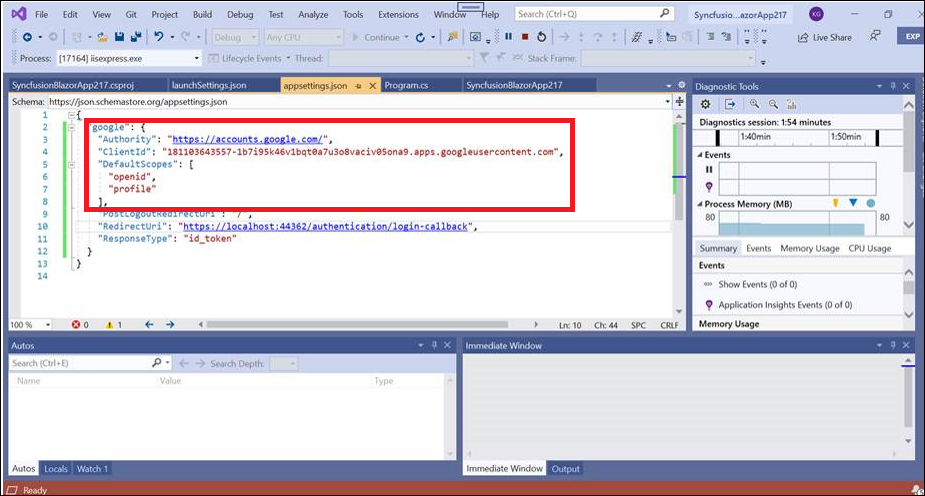 File Edit View Git Project Build Debug Test Analyze Tools Extensions Window Help Search (Ctrl+Q) Syncfusio...azorApp217 KG
Debug Any CPU Continue Live Share EXP
Process: [17164] iisexpress.exe Lifecycle Events Thread: Stack Frame:
SyncfusionBlazorApp217.csproj launchSettings.json appsettings.json Program.cs SyncfusionBlazorApp217
Schema: https://json.schemastore.org/appsettings.json
1 {
2 "google": {
3 "Authority": "https://accounts.google.com/",
4 "ClientId": "181103643557-1b7i95k46v1bqt0a7u3o8vaciv05ona9.apps.googleusercontent.com",
5 "DefaultScopes": [
6 "openid",
7 "profile"
8 ],
9 "PostLogoutRedirectUri": "/",
10 "RedirectUri": "https://localhost:44362/authentication/login-callback",
11 "ResponseType": "id_token"
12 }
13 }
14
100 % 0 1 Ln: 10 Ch: 44 SPC CRLF
Diagnostic Tools
Diagnostics session: 1:54 minutes
1:40min 1:50min
Events
Process Memory (MB)
80 80
Summary Events Memory Usage CPU Usage
Events
Show Events (0 of 0)
Application Insights Events (0 of 0)
Memory Usage
Autos
Search (Ctrl+E) Search Depth:
Name Value Type
Autos Locals Watch 1
Immediate Window
Immediate Window Output
Ready